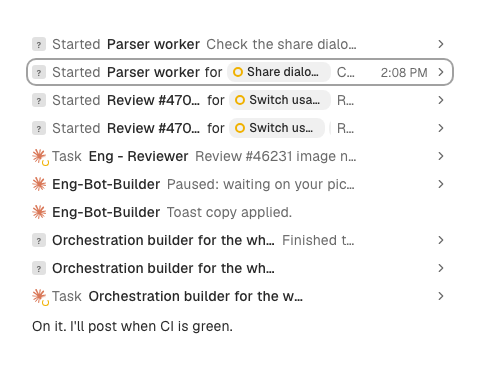 ? Started Parser worker Check the share dialo…
? Started Parser worker for Share dialo… C… 2:08 PM
? Started Review #470… for Switch usa… R…
? Started Review #470… for Switch us… R…
Task Eng - Reviewer Review #46231 image n…
Eng-Bot-Builder Paused: waiting on your pic…
Eng-Bot-Builder Toast copy applied.
? Orchestration builder for the wh… Finished t…
? Orchestration builder for the wh…
Task Orchestration builder for the w…
On it. I'll post when CI is green.